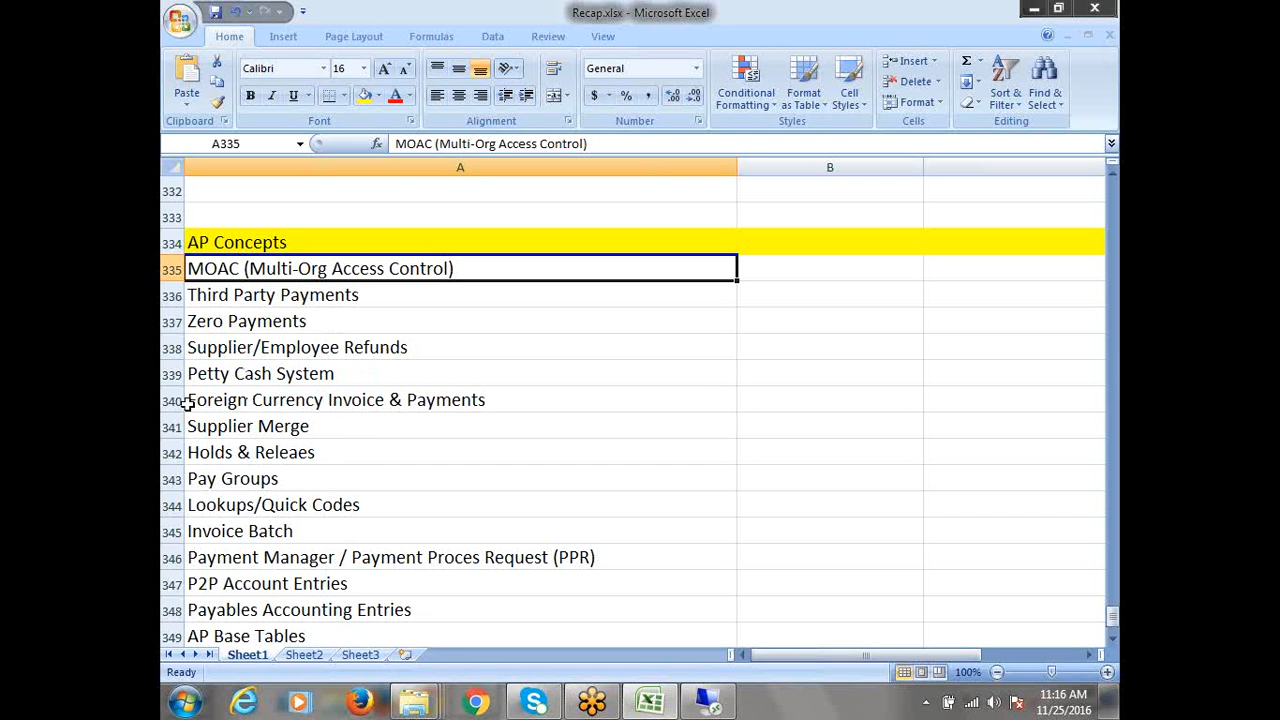 Recap.xlsx - Microsoft Excel
Home Insert Page Layout Formulas Data Review View
Paste
Calibri 16 General
B I U $ % ,
Conditional Formatting
Format as Table
Cell Styles
Insert
Delete
Format
Sort & Filter
Find & Select
Clipboard Font Alignment Number Styles Cells Editing
A335 fx MOAC (Multi-Org Access Control)
A B
332
333
334 AP Concepts
335 MOAC (Multi-Org Access Control)
336 Third Party Payments
337 Zero Payments
338 Supplier/Employee Refunds
339 Petty Cash System
340 Foreign Currency Invoice & Payments
341 Supplier Merge
342 Holds & Releaes
343 Pay Groups
344 Lookups/Quick Codes
345 Invoice Batch
346 Payment Manager / Payment Proces Request (PPR)
347 P2P Account Entries
348 Payables Accounting Entries
349 AP Base Tables
Sheet1 Sheet2 Sheet3
Ready 100%
11:16 AM
11/25/2016